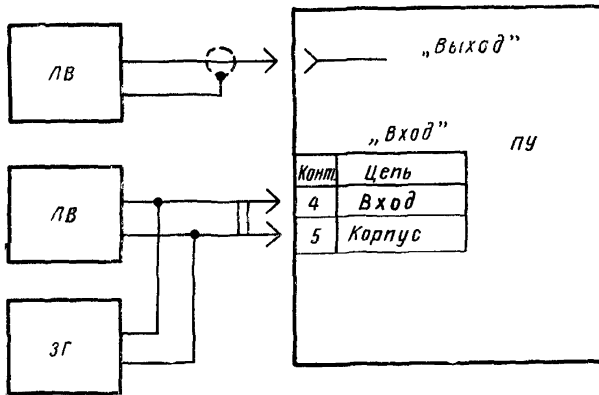 ЛВ
„Выход”
„Вход”
ПУ
Конт. Цепь
ЛВ
4 Вход
5 Корпус
ЗГ